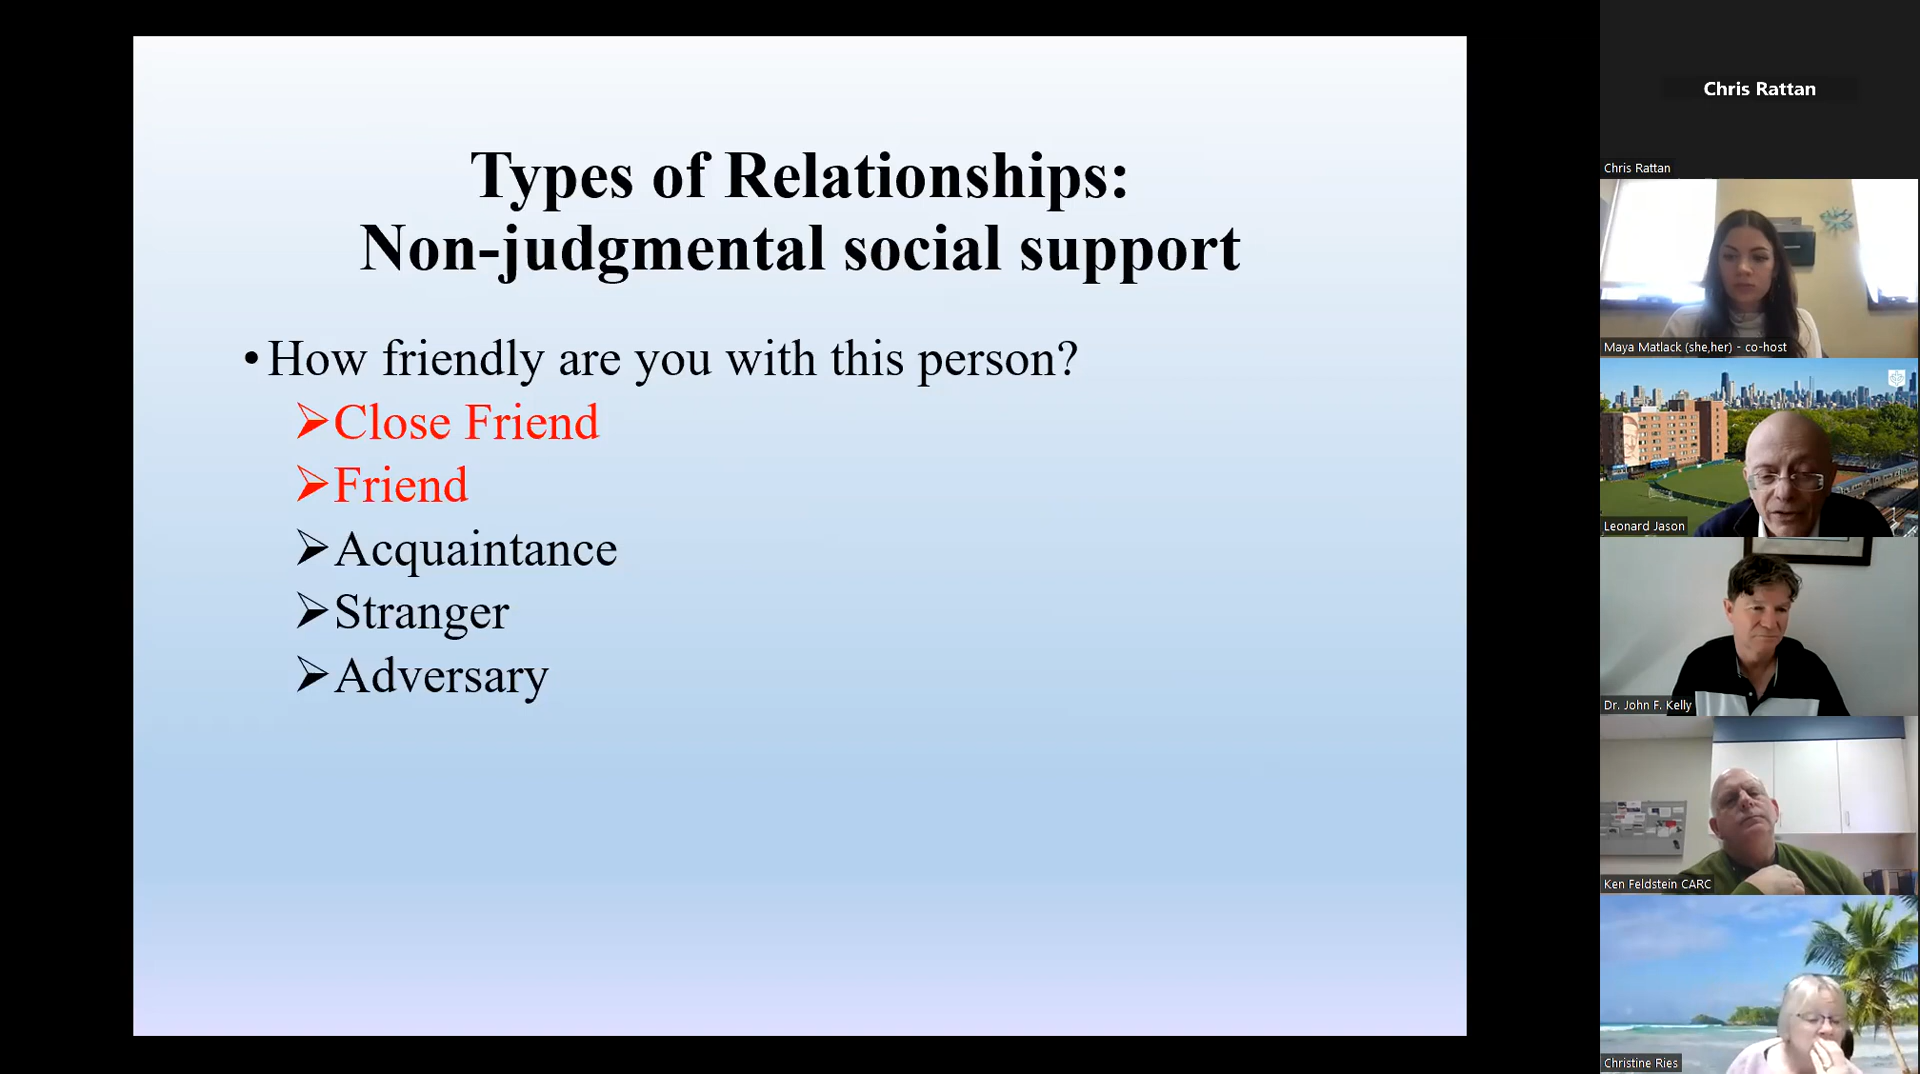 Types of Relationships:
Non-judgmental social support
• How friendly are you with this person?
➢Close Friend
➢Friend
➢Acquaintance
➢Stranger
➢Adversary
Chris Rattan
Chris Rattan
Maya Matlack (she,her) - co-host
Leonard Jason
Dr. John F. Kelly
Ken Feldstein CARC
Christine Ries